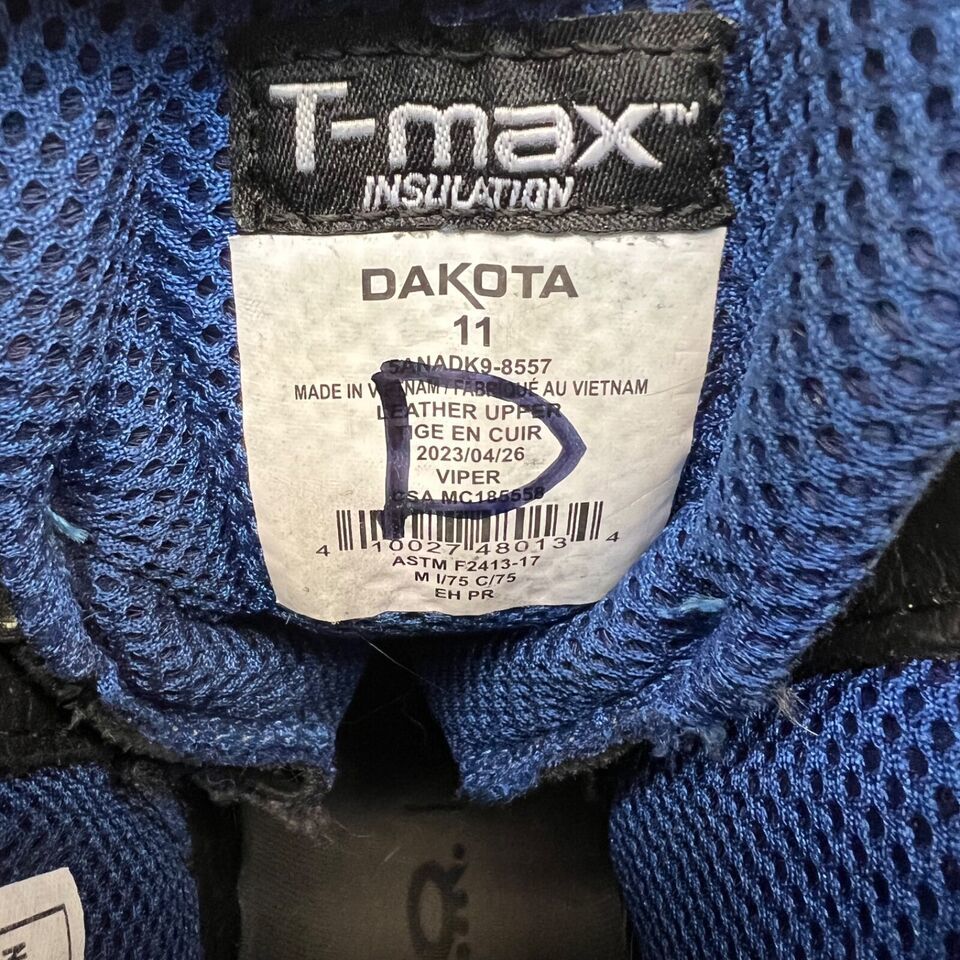 T-max™
INSULATION
DAKOTA
11
5ANADK9-8557
MADE IN VIETNAM / FABRIQUÉ AU VIETNAM
LEATHER UPPER
TIGE EN CUIR
2023/04/26
VIPER
CSA MC185558
D
4 10027 48013 4
ASTM F2413-17
M I/75 C/75
EH PR